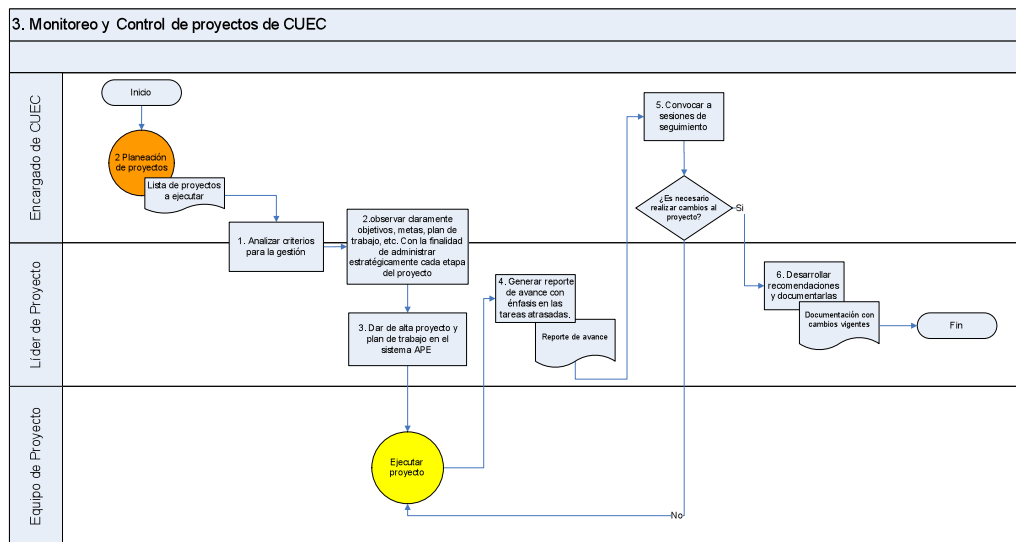 3. Monitoreo y Control de proyectos de CUEC
Encargado de CUEC
Inicio
2 Planeación
de proyectos
Lista de proyectos
a ejecutar
1. Analizar criterios
para la gestión
2.observar claramente
objetivos, metas, plan de
trabajo, etc. Con la finalidad
de administrar
estratégicamente cada etapa
del proyecto
5. Convocar a
sesiones de
seguimiento
¿Es necesario
realizar cambios al
proyecto?
Si
Líder de Proyecto
3. Dar de alta proyecto y
plan de trabajo en el
sistema APE
4. Generar reporte
de avance con
énfasis en las
tareas atrasadas.
Reporte de avance
6. Desarrollar
recomendaciones
y documentarlas
Documentación con
cambios vigentes
Fin
Equipo de Proyecto
Ejecutar
proyecto
No